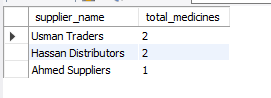 supplier_name total_medicines
Usman Traders 2
Hassan Distributors 2
Ahmed Suppliers 1